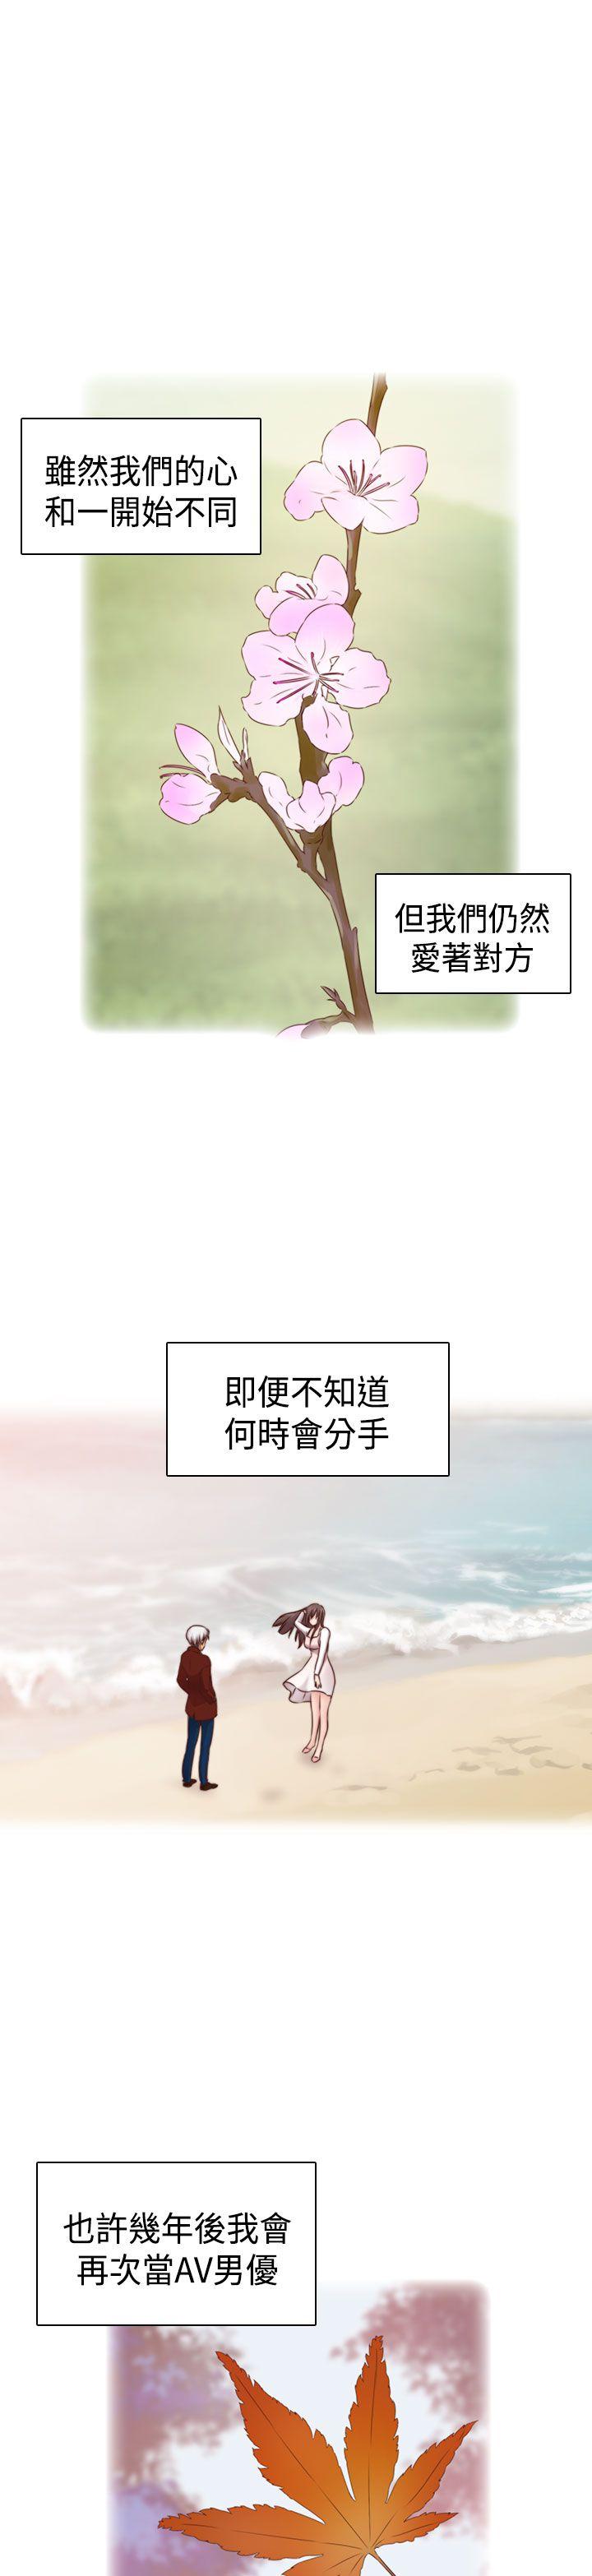 雖然我們的心
和一開始不同
但我們仍然
愛著對方
即便不知道
何時會分手
也許幾年後我會
再次當AV男優